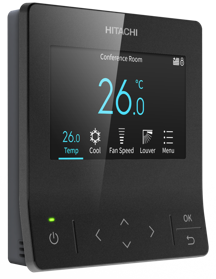 HITACHI
Conference Room
26.0 °C
26.0
Temp Cool Fan Speed Louver Menu
OK